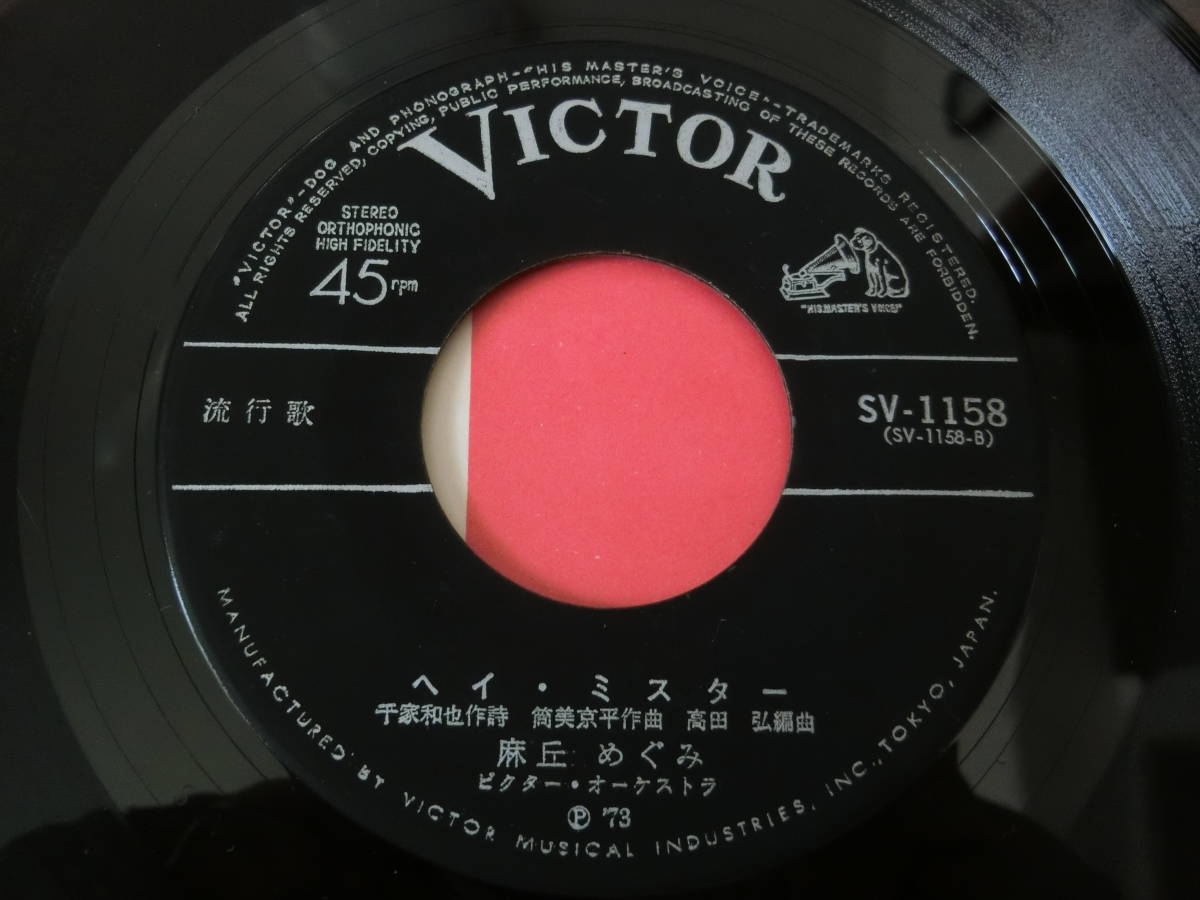 "VICTOR"-DOG AND PHONOGRAPH-"HIS MASTER'S VOICE"-TRADEMARKS REGISTERED.
ALL RIGHTS RESERVED, COPYING, PUBLIC PERFORMANCE, BROADCASTING OF THESE RECORDS ARE FORBIDDEN.
VICTOR
STEREO
ORTHOPHONIC
HIGH FIDELITY
45 rpm
"HIS MASTER'S VOICE"
流行歌
SV-1158
(SV-1158-B)
ヘイ・ミスター
千家和也作詩 筒美京平作曲 高田 弘編曲
麻丘 めぐみ
ビクター・オーケストラ
Ⓟ '73
MANUFACTURED BY VICTOR MUSICAL INDUSTRIES, INC., TOKYO, JAPAN.